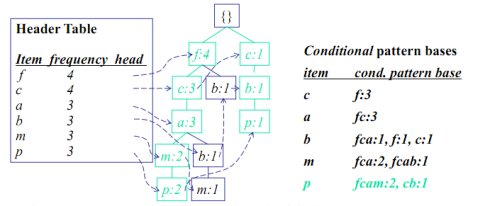 {}
Header Table
Item frequency head
f 4
c 4
a 3
b 3
m 3
p 3
f:4 c:1
c:3 b:1 b:1
a:3 p:1
m:2 b:1
p:2 m:1
Conditional pattern bases
item cond. pattern base
c f:3
a fc:3
b fca:1, f:1, c:1
m fca:2, fcab:1
p fcam:2, cb:1